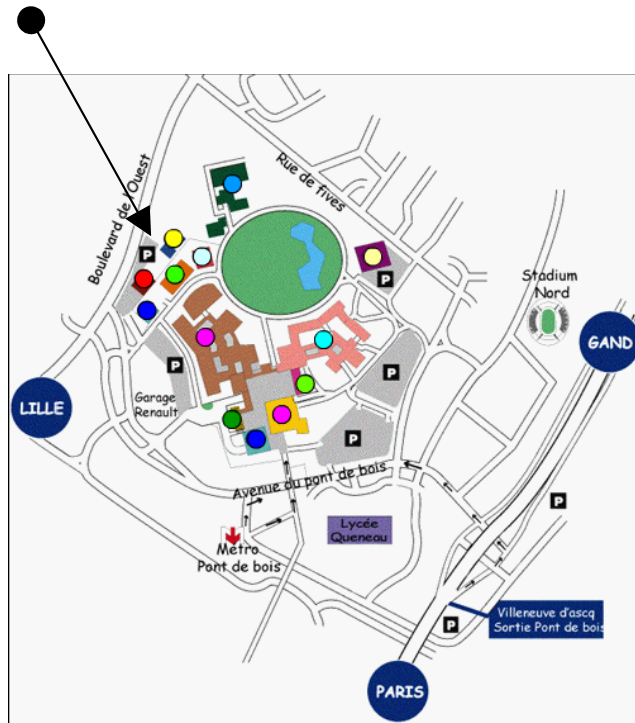 Boulevard de l'Ouest
Rue de fives
P
P
Stadium
Nord
GAND
P
P
LILLE
Garage
Renault
P
Avenue du pont de bois
P
Lycée
Queneau
Métro
Pont de bois
Villeneuve d'ascq
Sortie Pont de bois
P
PARIS